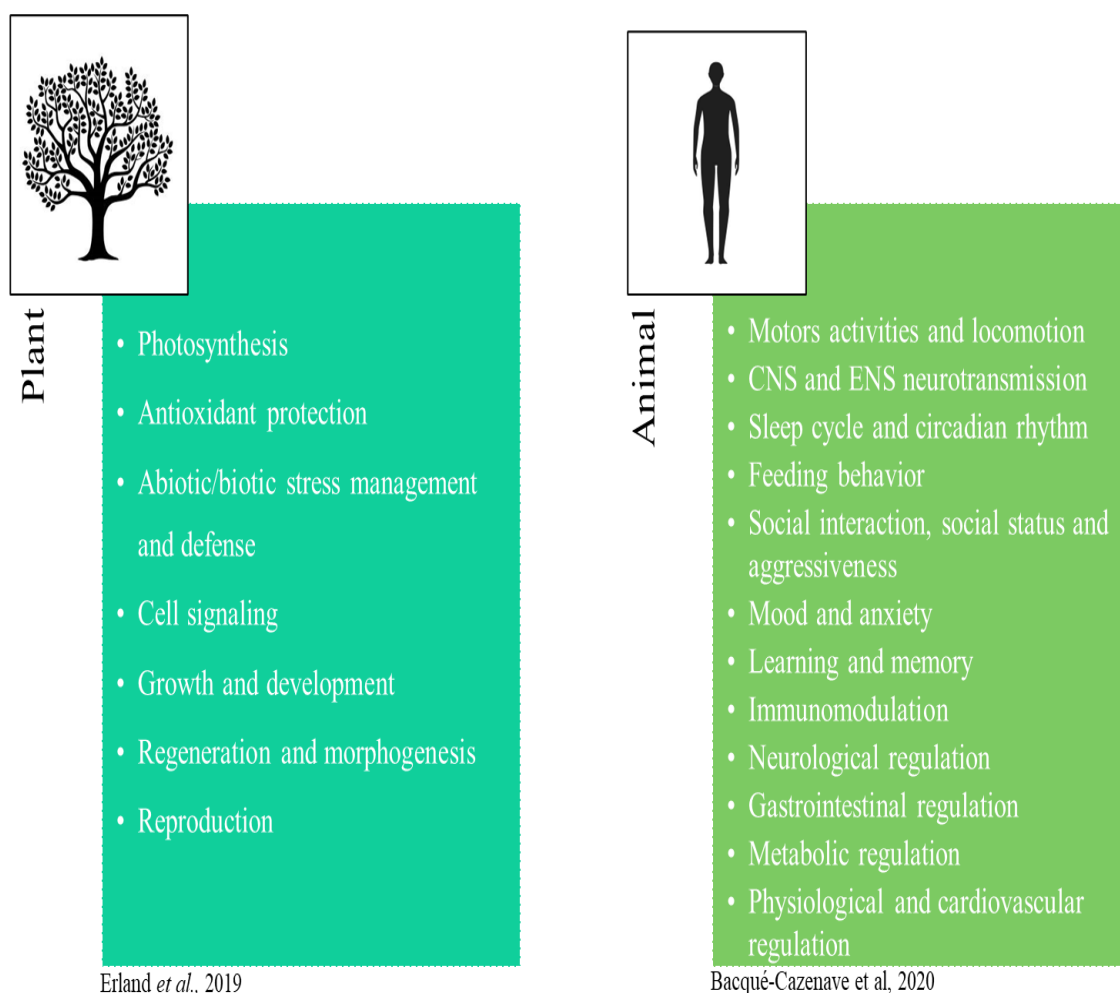 Plant
• Photosynthesis
• Antioxidant protection
• Abiotic/biotic stress management
and defense
• Cell signaling
• Growth and development
• Regeneration and morphogenesis
• Reproduction
Erland et al., 2019
Animal
• Motors activities and locomotion
• CNS and ENS neurotransmission
• Sleep cycle and circadian rhythm
• Feeding behavior
• Social interaction, social status and
aggressiveness
• Mood and anxiety
• Learning and memory
• Immunomodulation
• Neurological regulation
• Gastrointestinal regulation
• Metabolic regulation
• Physiological and cardiovascular
regulation
Bacqué-Cazenave et al, 2020